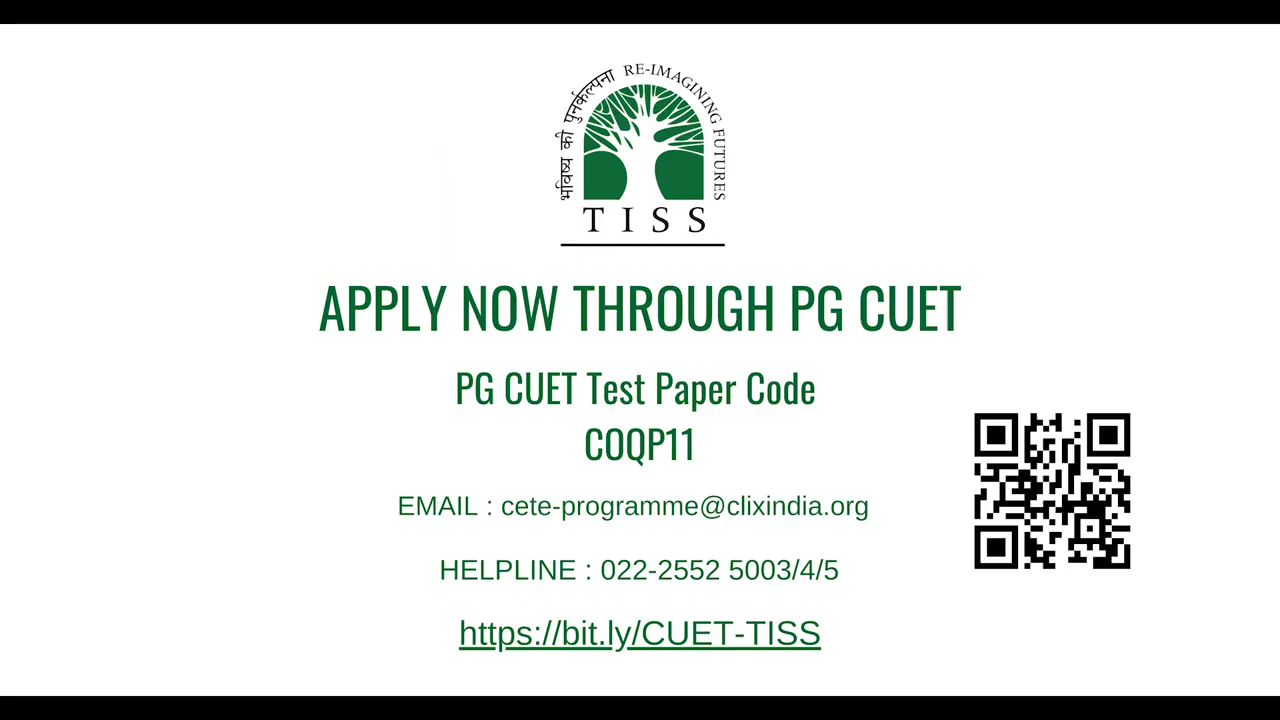 भविष्य की पुनर्कल्पना RE-IMAGINING FUTURES
TISS
APPLY NOW THROUGH PG CUET
PG CUET Test Paper Code
COQP11
EMAIL : cete-programme@clixindia.org
HELPLINE : 022-2552 5003/4/5
https://bit.ly/CUET-TISS